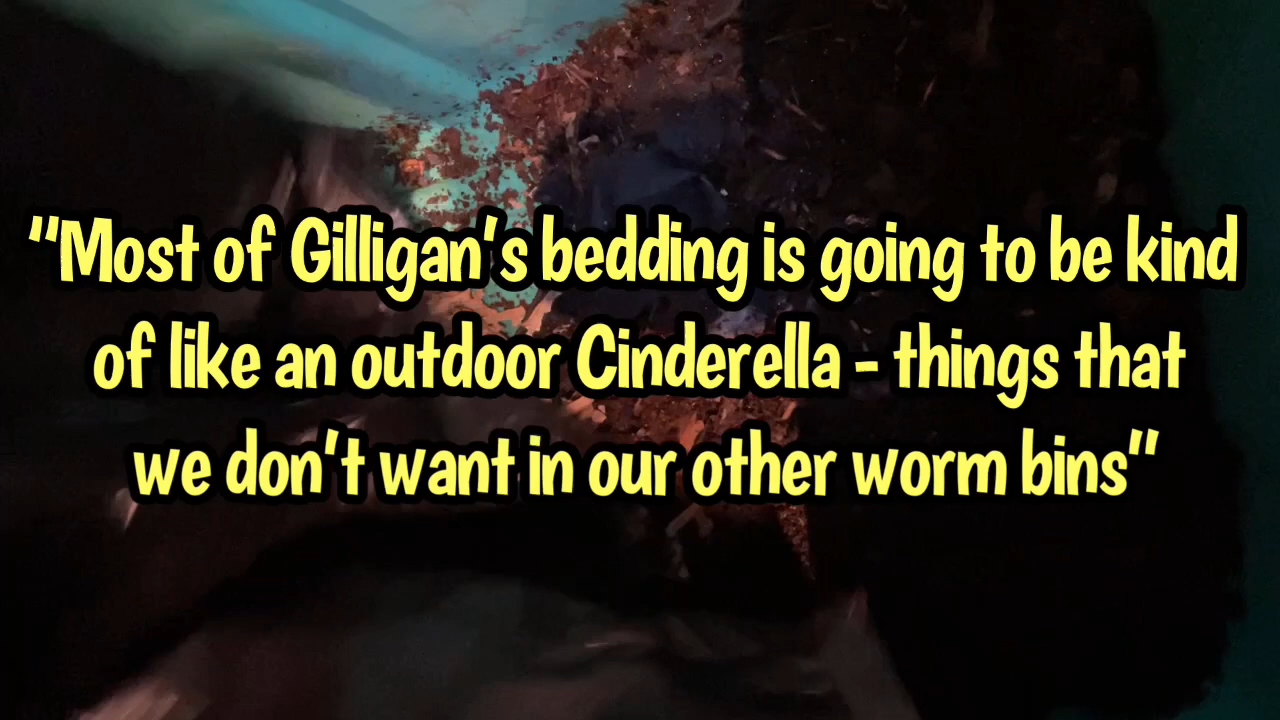 “Most of Gilligan’s bedding is going to be kind
of like an outdoor Cinderella - things that
we don’t want in our other worm bins”